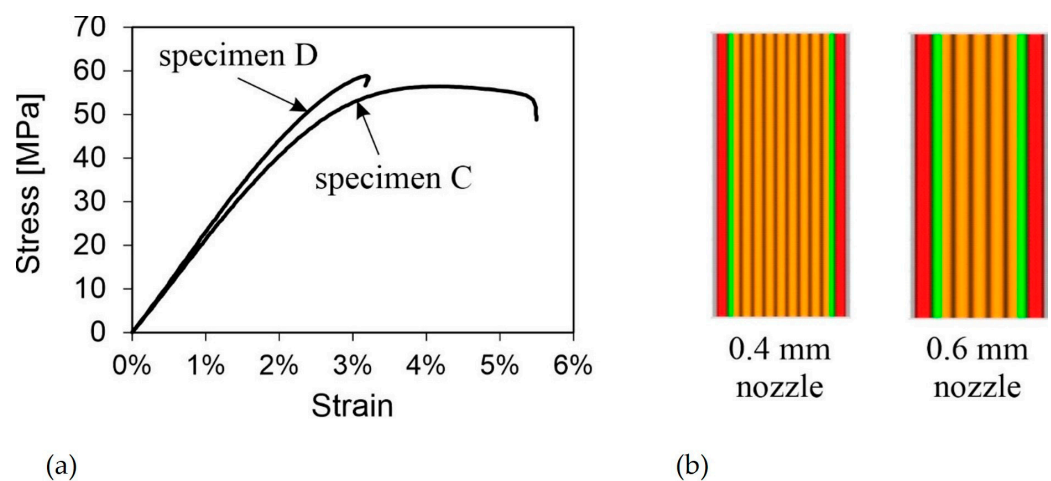 70
60
50
40
30
20
10
0
Stress [MPa]
specimen D
specimen C
0% 1% 2% 3% 4% 5% 6%
Strain
(a)
0.4 mm
nozzle
0.6 mm
nozzle
(b)